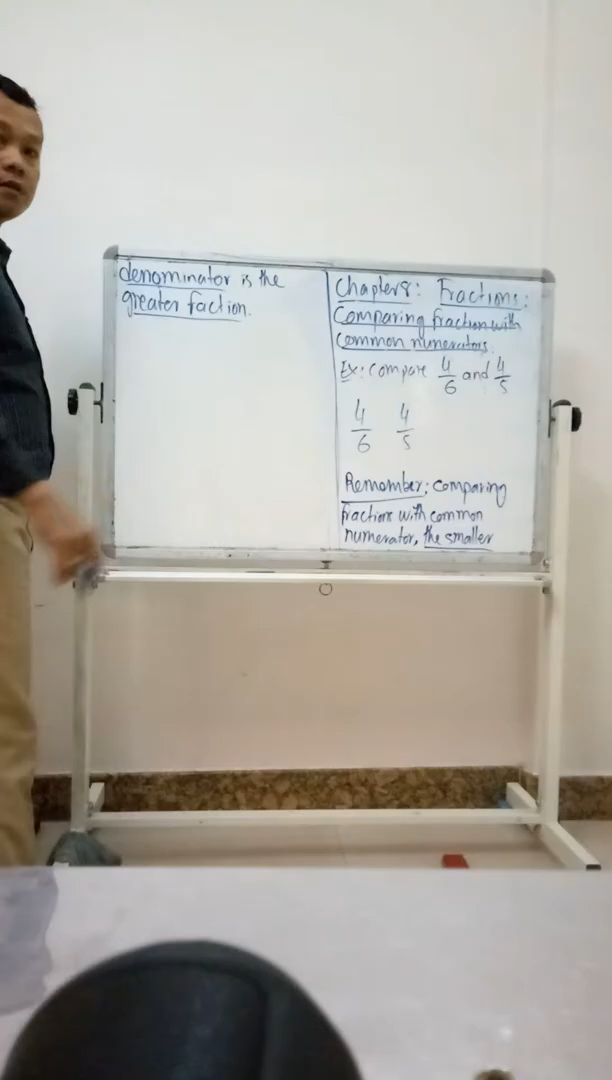 Chapter 8: Fractions:
Comparing fraction with
common numerators.
Ex: Compare 4/6 and 4/5
4/6 4/5
Remember: Comparing
fractions with common
numerator, the smaller
denominator is the
greater faction.